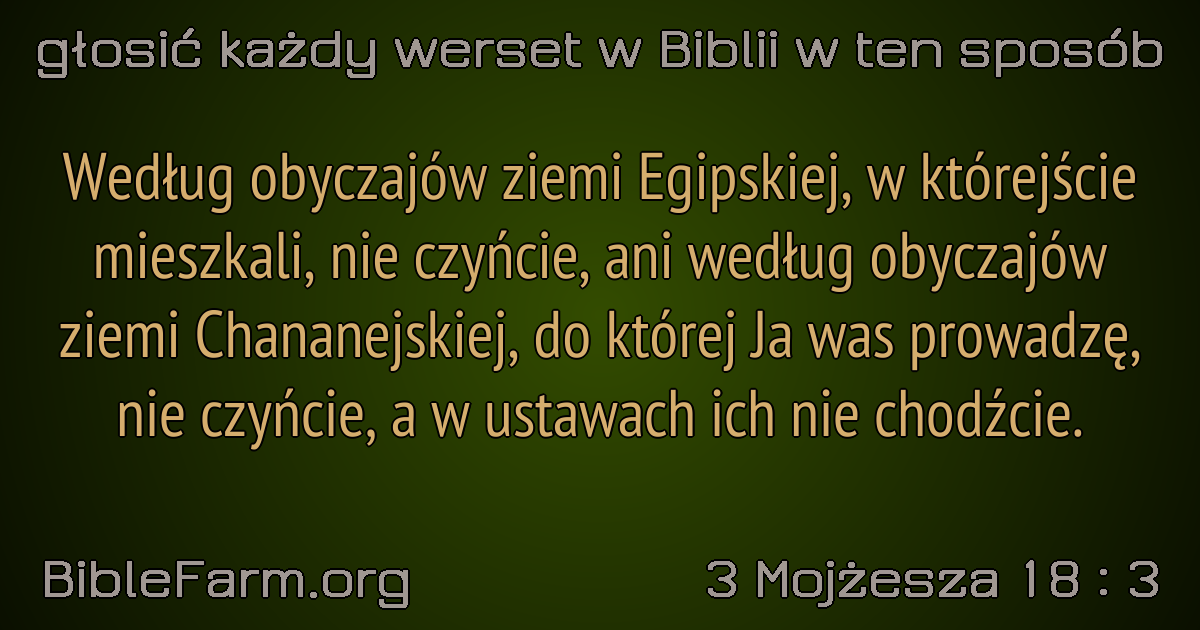 głosić każdy werset w Biblii w ten sposób
Według obyczajów ziemi Egipskiej, w którejście
mieszkali, nie czyńcie, ani według obyczajów
ziemi Chananejskiej, do której Ja was prowadzę,
nie czyńcie, a w ustawach ich nie chodźcie.
BibleFarm.org
3 Mojżesza 18 : 3